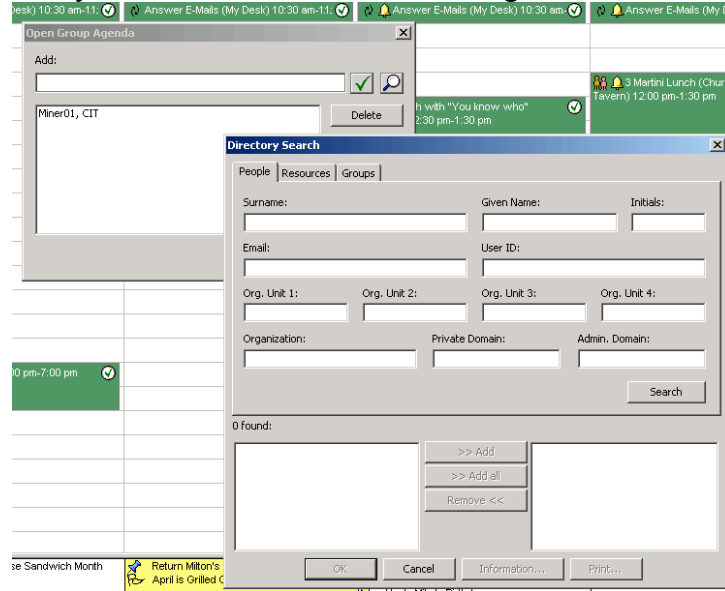 Desk) 10:30 am-11:
Answer E-Mails (My Desk) 10:30 am-11:
Answer E-Mails (My Desk) 10:30 am-
Answer E-Mails (My
Open Group Agenda
Add:
Miner01, CIT
Delete
h with "You know who"
2:30 pm-1:30 pm
3 Martini Lunch (Chur
Tavern) 12:00 pm-1:30 pm
Directory Search
People Resources Groups
Surname: Given Name: Initials:
Email: User ID:
Org. Unit 1: Org. Unit 2: Org. Unit 3: Org. Unit 4:
Organization: Private Domain: Admin. Domain:
Search
00 pm-7:00 pm
0 found:
>> Add
>> Add all
Remove <<
OK Cancel Information... Print...
se Sandwich Month
Return Milton's
April is Grilled